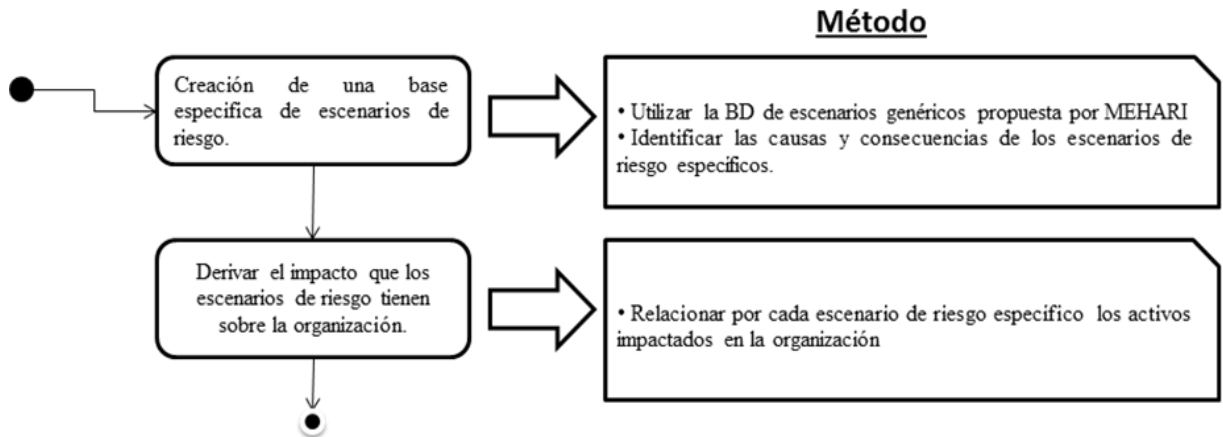 Método
Creación de una base
especifica de escenarios de
riesgo.
• Utilizar la BD de escenarios genéricos propuesta por MEHARI
• Identificar las causas y consecuencias de los escenarios de
riesgo específicos.
Derivar el impacto que los
escenarios de riesgo tienen
sobre la organización.
• Relacionar por cada escenario de riesgo específico los activos
impactados en la organización